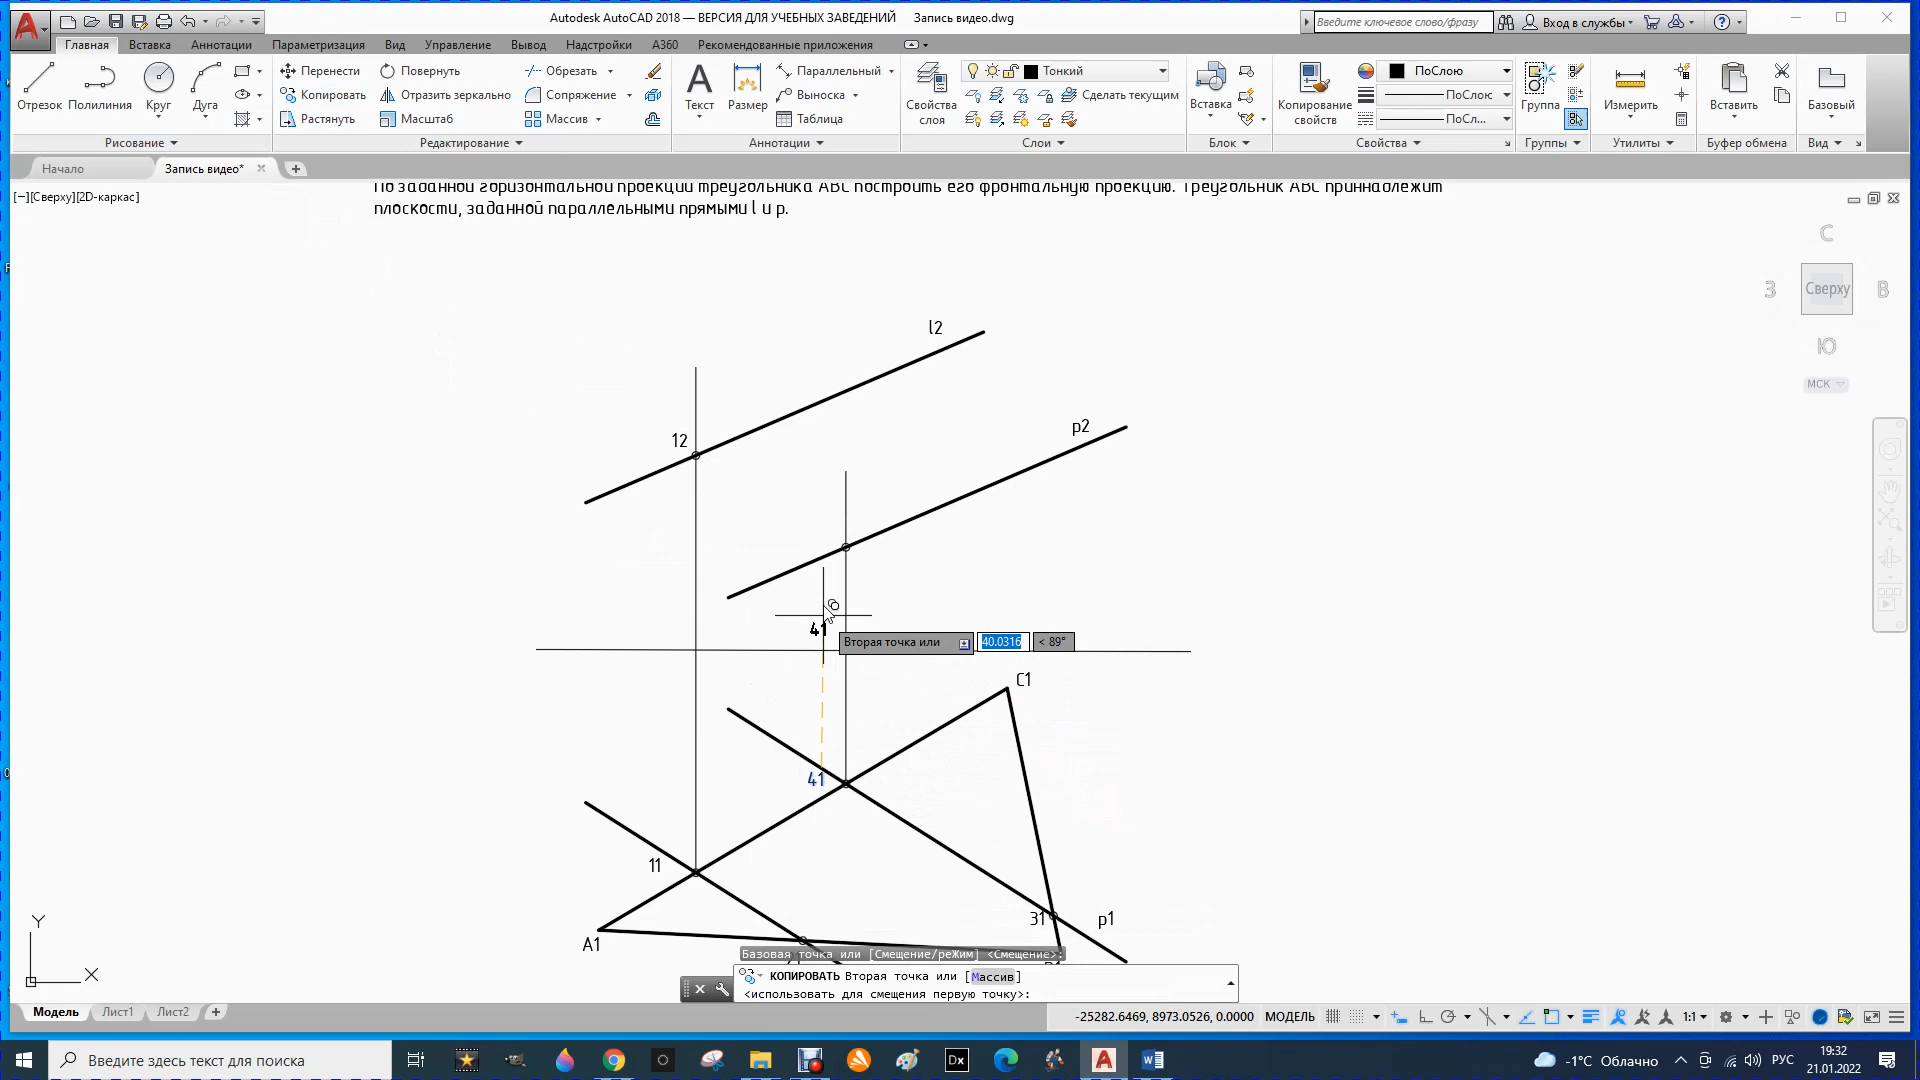 Autodesk AutoCAD 2018 — ВЕРСИЯ ДЛЯ УЧЕБНЫХ ЗАВЕДЕНИЙ Запись видео.dwg
Введите ключевое слово/фразу
Вход в службы
Главная Вставка Аннотации Параметризация Вид Управление Вывод Надстройки A360 Рекомендованные приложения
Отрезок Полилиния Круг Дуга
Перенести Повернуть Обрезать
Копировать Отразить зеркально Сопряжение
Растянуть Масштаб Массив
Текст Размер
Параллельный
Выноска
Таблица
Свойства слоя
Тонкий
Сделать текущим
Вставка
Копирование свойств
ПоСлою
ПоСлою
ПоСл...
Группа
Измерить
Вставить
Базовый
Рисование Редактирование Аннотации Слои Блок Свойства Группы Утилиты Буфер обмена Вид
Начало Запись видео*
[−][Сверху][2D-каркас]
По заданной горизонтальной проекции треугольника ABC построить его фронтальную проекцию. Треугольник ABC приннадлежит
плоскости, заданной параллельными прямыми l и p.
С
З Сверху В
Ю
МСК
l2
p2
12
41
Вторая точка или 40.0316 < 89°
C1
41
11
31 p1
A1
Y
X
Базовая точка или [Смещение/реЖим] <Смещение>:
КОПИРОВАТЬ Вторая точка или [Массив]
<использовать для смещения первую точку>:
Модель Лист1 Лист2
-25282.6469, 8973.0526, 0.0000 МОДЕЛЬ 1:1
Введите здесь текст для поиска
Dx
-1°C Облачно
РУС
19:32
21.01.2022